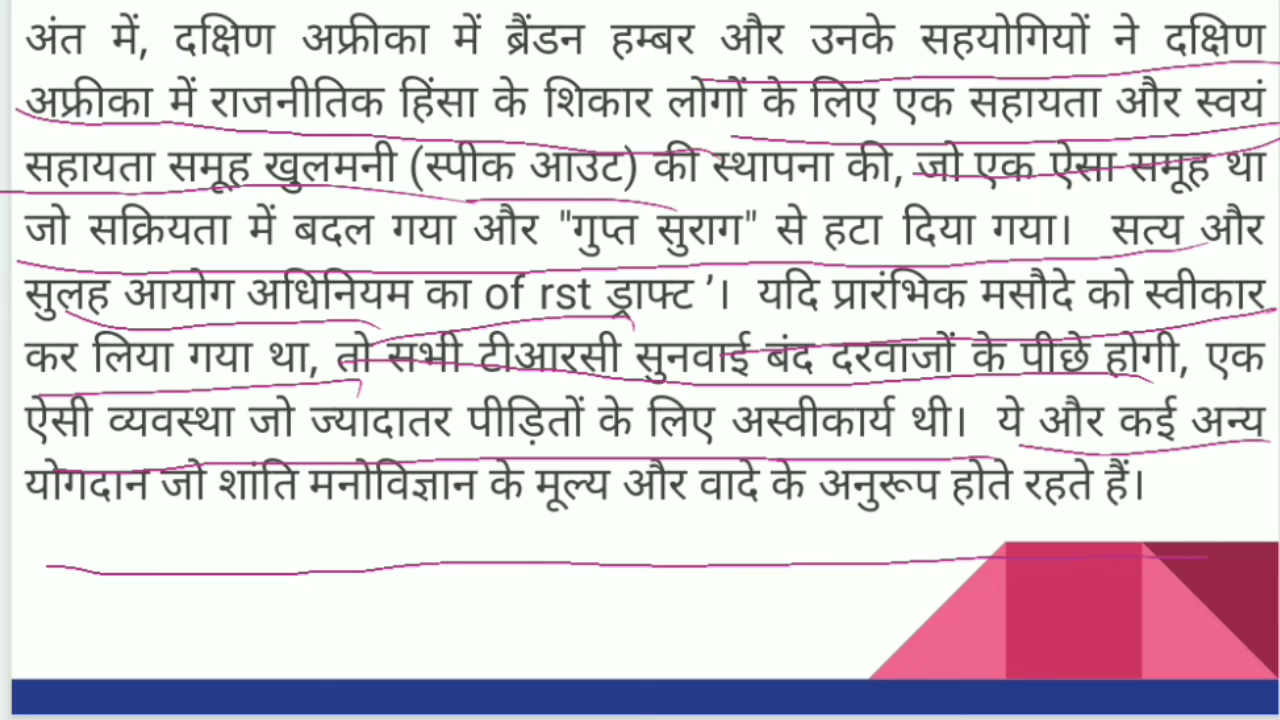 अंत में, दक्षिण अफ्रीका में ब्रैंडन हम्बर और उनके सहयोगियों ने दक्षिण
अफ्रीका में राजनीतिक हिंसा के शिकार लोगों के लिए एक सहायता और स्वयं
सहायता समूह खुलमनी (स्पीक आउट) की स्थापना की, जो एक ऐसा समूह था
जो सक्रियता में बदल गया और "गुप्त सुराग" से हटा दिया गया। सत्य और
सुलह आयोग अधिनियम का of rst ड्राफ्ट ’। यदि प्रारंभिक मसौदे को स्वीकार
कर लिया गया था, तो सभी टीआरसी सुनवाई बंद दरवाजों के पीछे होगी, एक
ऐसी व्यवस्था जो ज्यादातर पीड़ितों के लिए अस्वीकार्य थी। ये और कई अन्य
योगदान जो शांति मनोविज्ञान के मूल्य और वादे के अनुरूप होते रहते हैं।